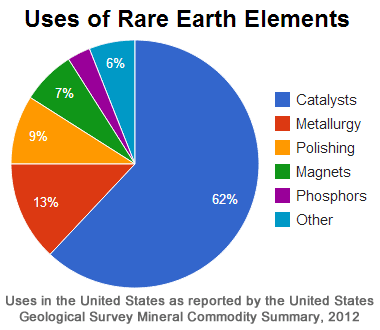 Uses of Rare Earth Elements
6%
7%
9%
13%
62%
Catalysts
Metallurgy
Polishing
Magnets
Phosphors
Other
Uses in the United States as reported by the United States
Geological Survey Mineral Commodity Summary, 2012